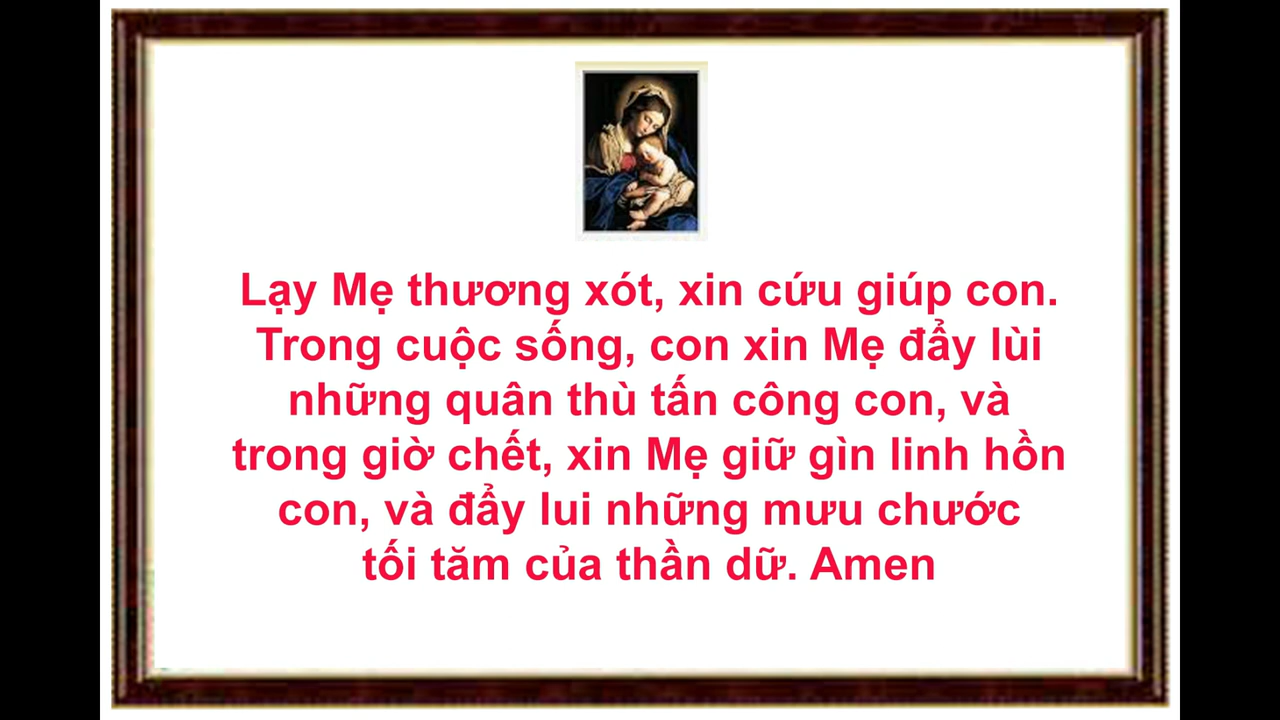 Lạy Mẹ thương xót, xin cứu giúp con.
Trong cuộc sống, con xin Mẹ đẩy lùi
những quân thù tấn công con, và
trong giờ chết, xin Mẹ giữ gìn linh hồn
con, và đẩy lui những mưu chước
tối tăm của thần dữ. Amen